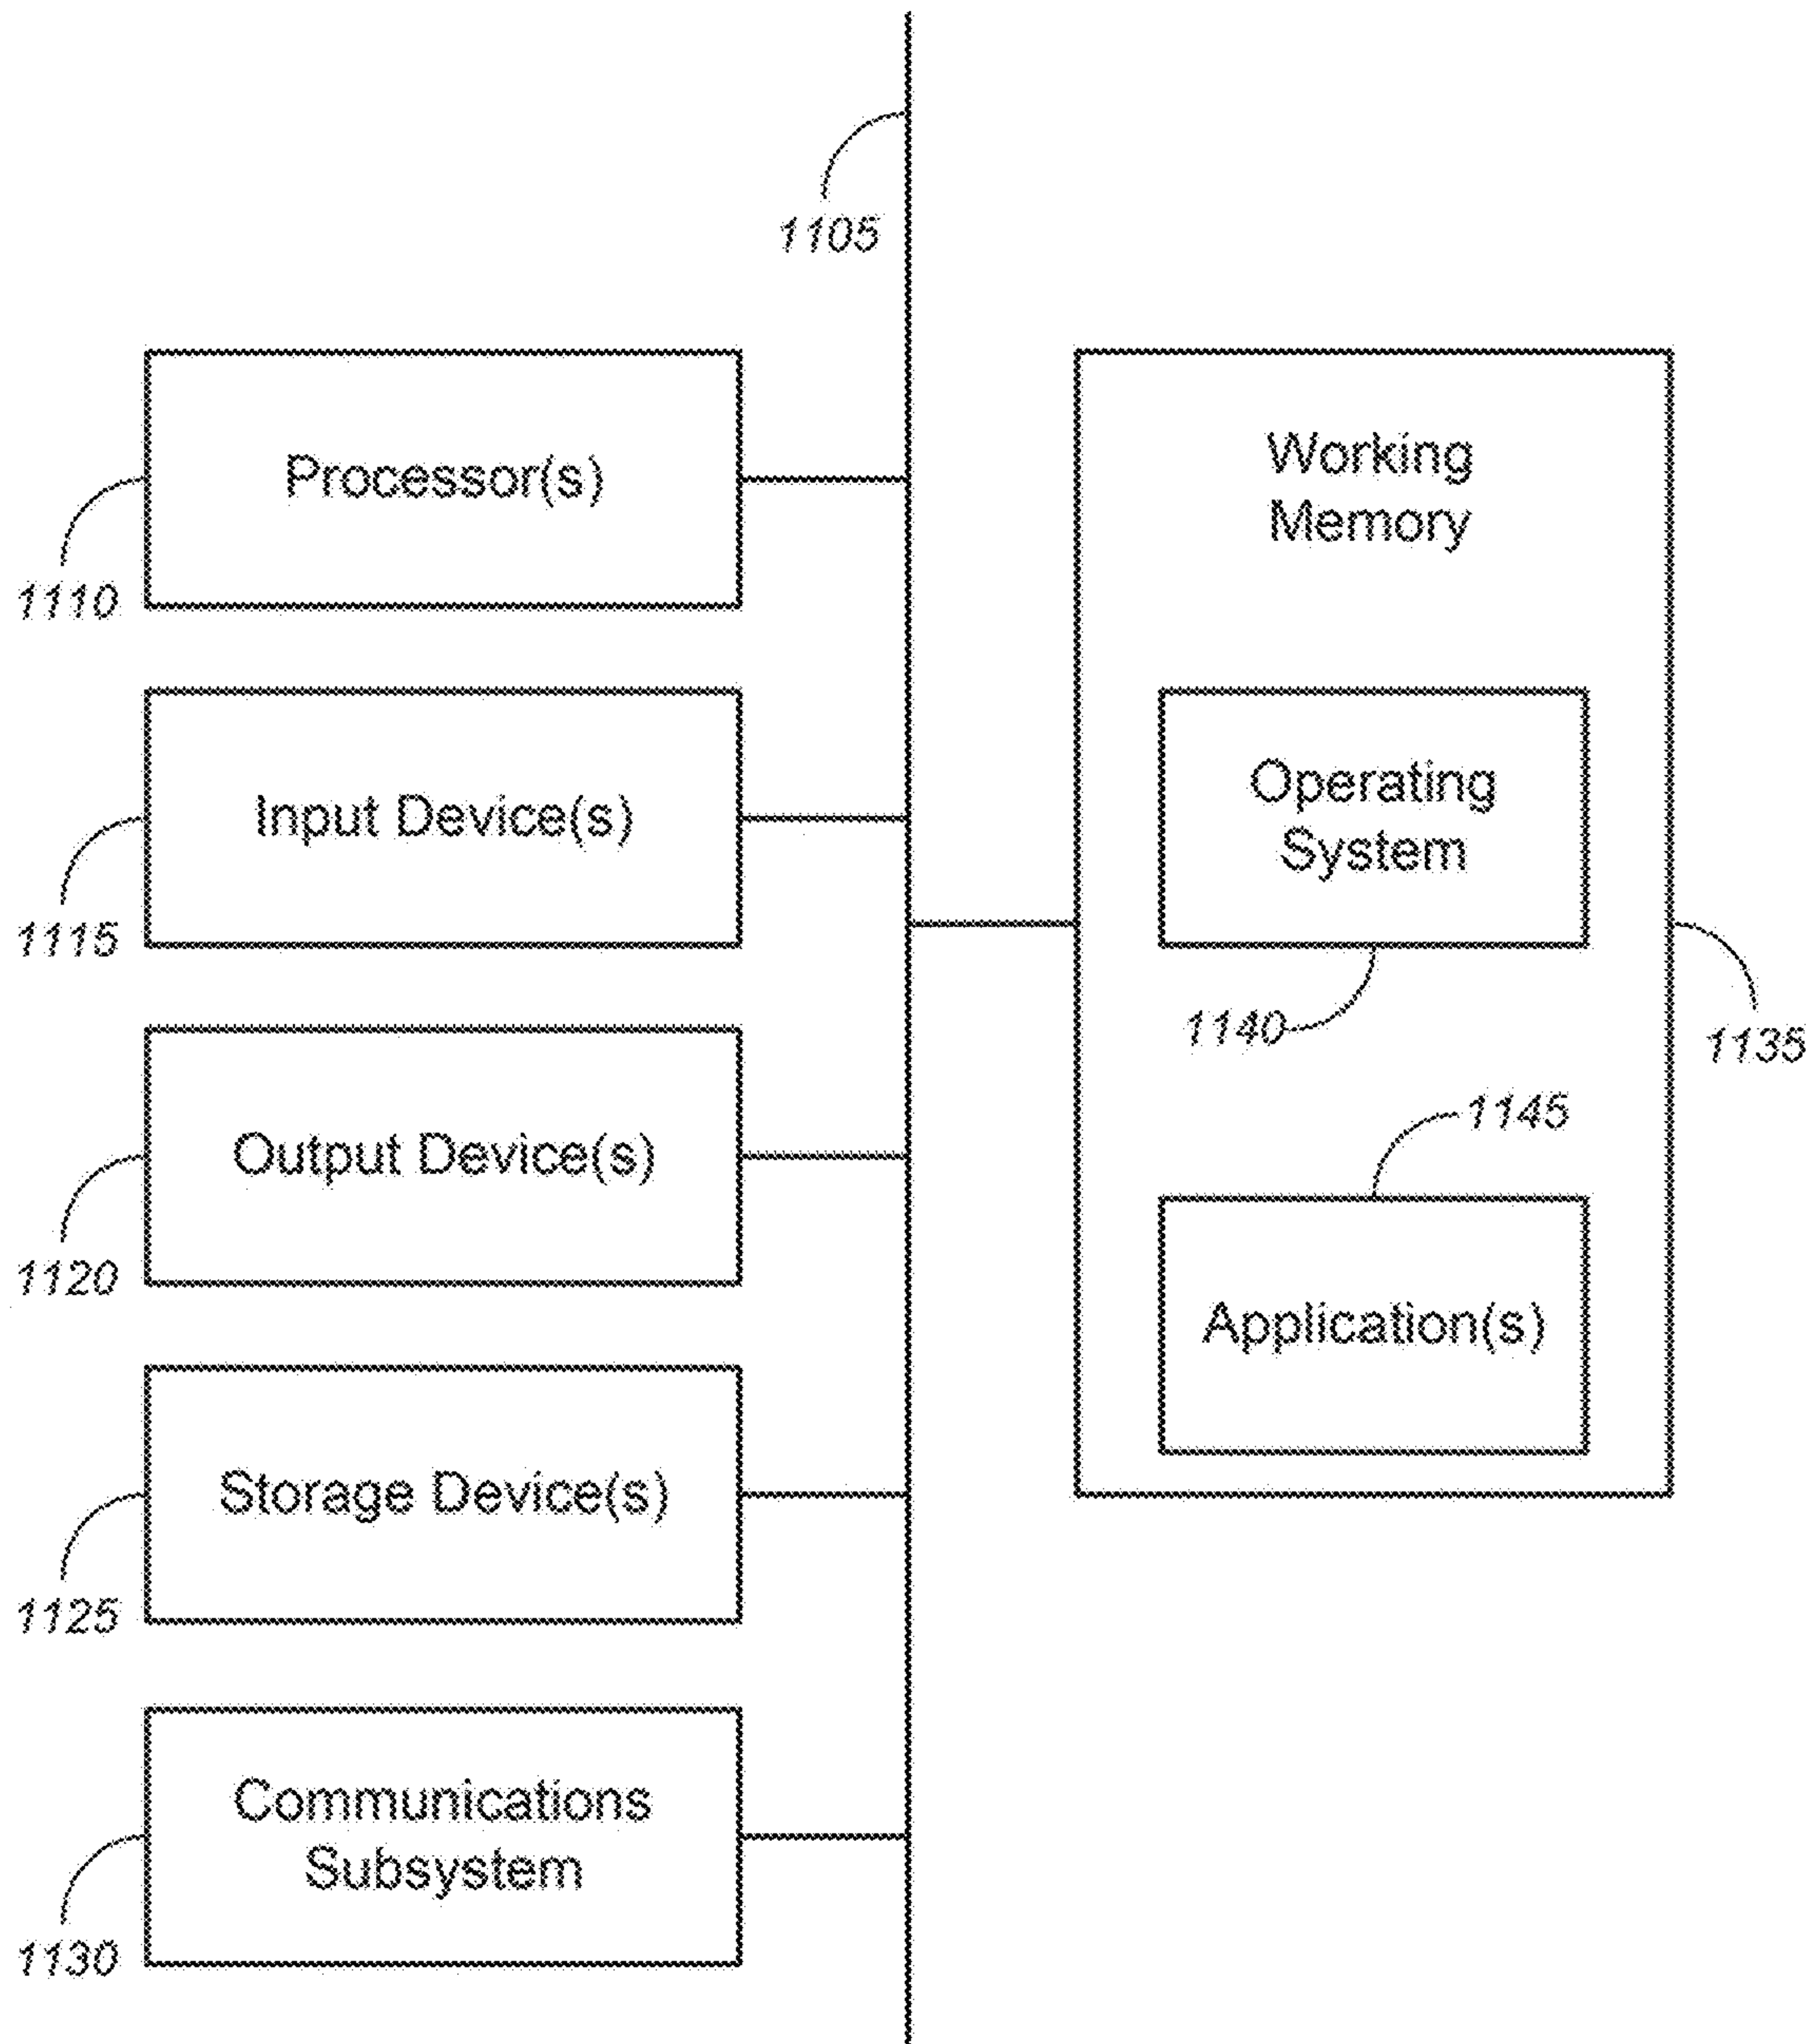 1105
Processor(s)
1110
Input Device(s)
1115
Output Device(s)
1120
Storage Device(s)
1125
Communications
Subsystem
1130
Working
Memory
Operating
System
1140
1135
1145
Application(s)